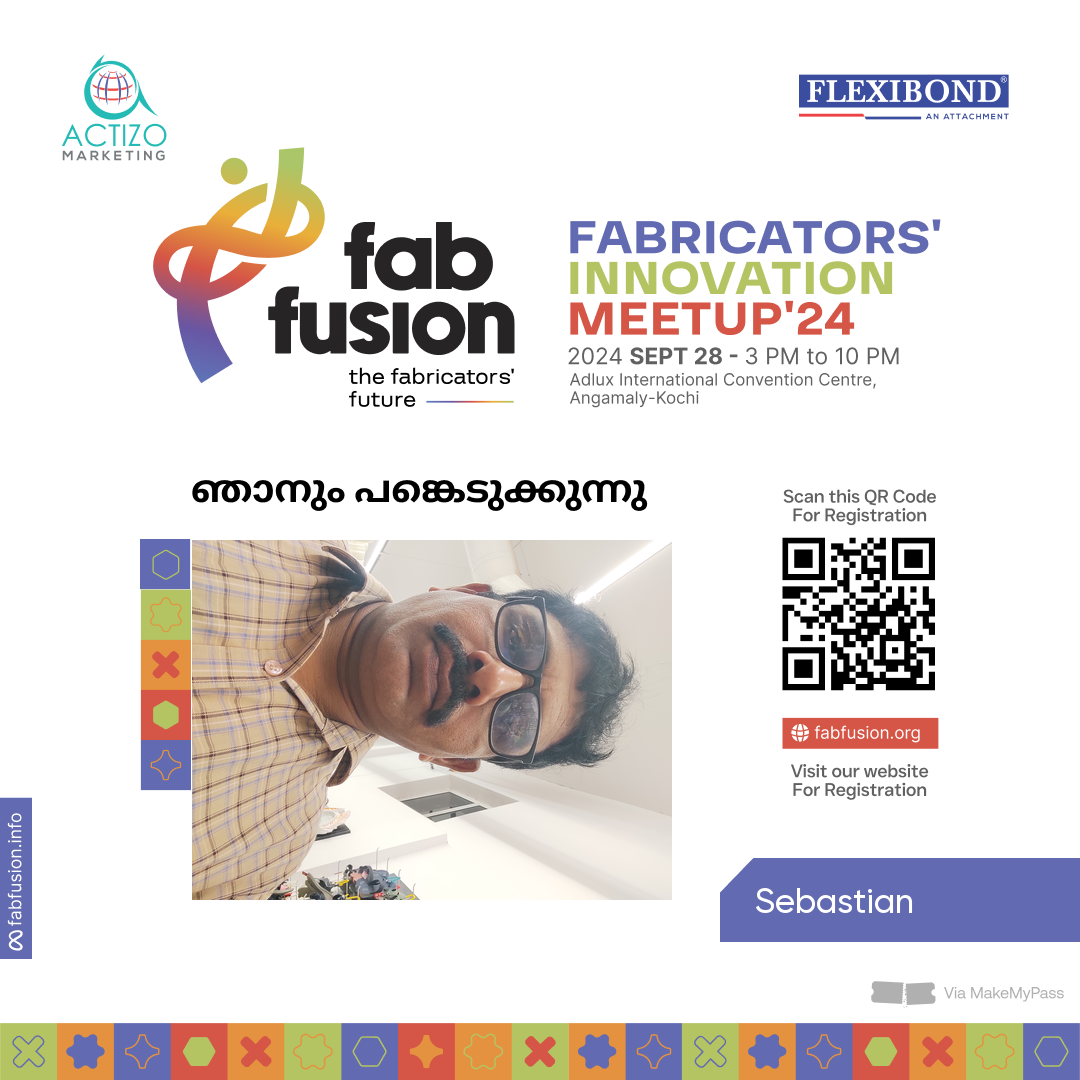 ACTIZO
MARKETING
FLEXIBOND®
AN ATTACHMENT
fab
fusion
the fabricators'
future
FABRICATORS'
INNOVATION
MEETUP'24
2024 SEPT 28 - 3 PM to 10 PM
Adlux International Convention Centre,
Angamaly-Kochi
ഞാനും പങ്കെടുക്കുന്നു
Scan this QR Code
For Registration
fabfusion.org
Visit our website
For Registration
fabfusion.info
Sebastian
Via MakeMyPass